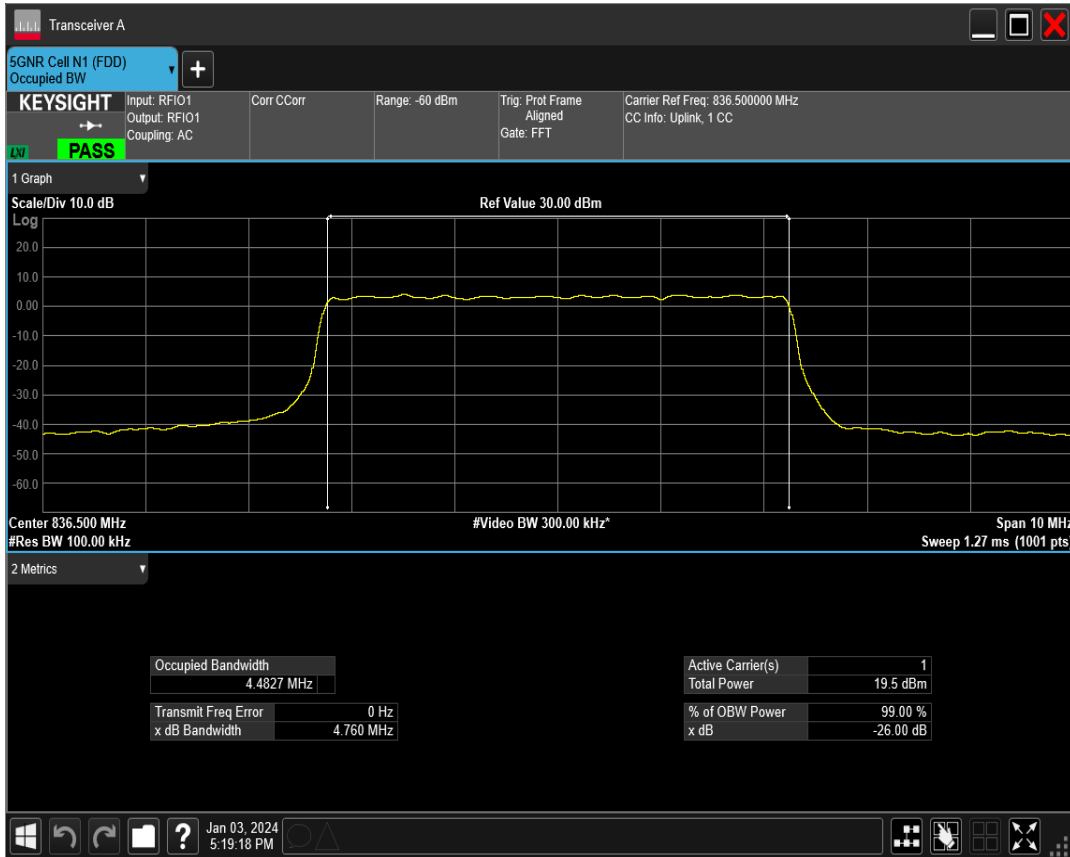 Transceiver A
5GNR Cell N1 (FDD)
Occupied BW
+
KEYSIGHT
LXI
PASS
Input: RFIO1
Output: RFIO1
Coupling: AC
Corr CCorr
Range: -60 dBm
Trig: Prot Frame
Aligned
Gate: FFT
Carrier Ref Freq: 836.500000 MHz
CC Info: Uplink, 1 CC
1 Graph
Scale/Div 10.0 dB
Ref Value 30.00 dBm
Log
20.0
10.0
0.00
-10.0
-20.0
-30.0
-40.0
-50.0
-60.0
Center 836.500 MHz
#Video BW 300.00 kHz*
Span 10 MHz
#Res BW 100.00 kHz
Sweep 1.27 ms (1001 pts)
2 Metrics
Occupied Bandwidth
4.4827 MHz
Transmit Freq Error 0 Hz
x dB Bandwidth 4.760 MHz
Active Carrier(s) 1
Total Power 19.5 dBm
% of OBW Power 99.00 %
x dB -26.00 dB
?
Jan 03, 2024
5:19:18 PM